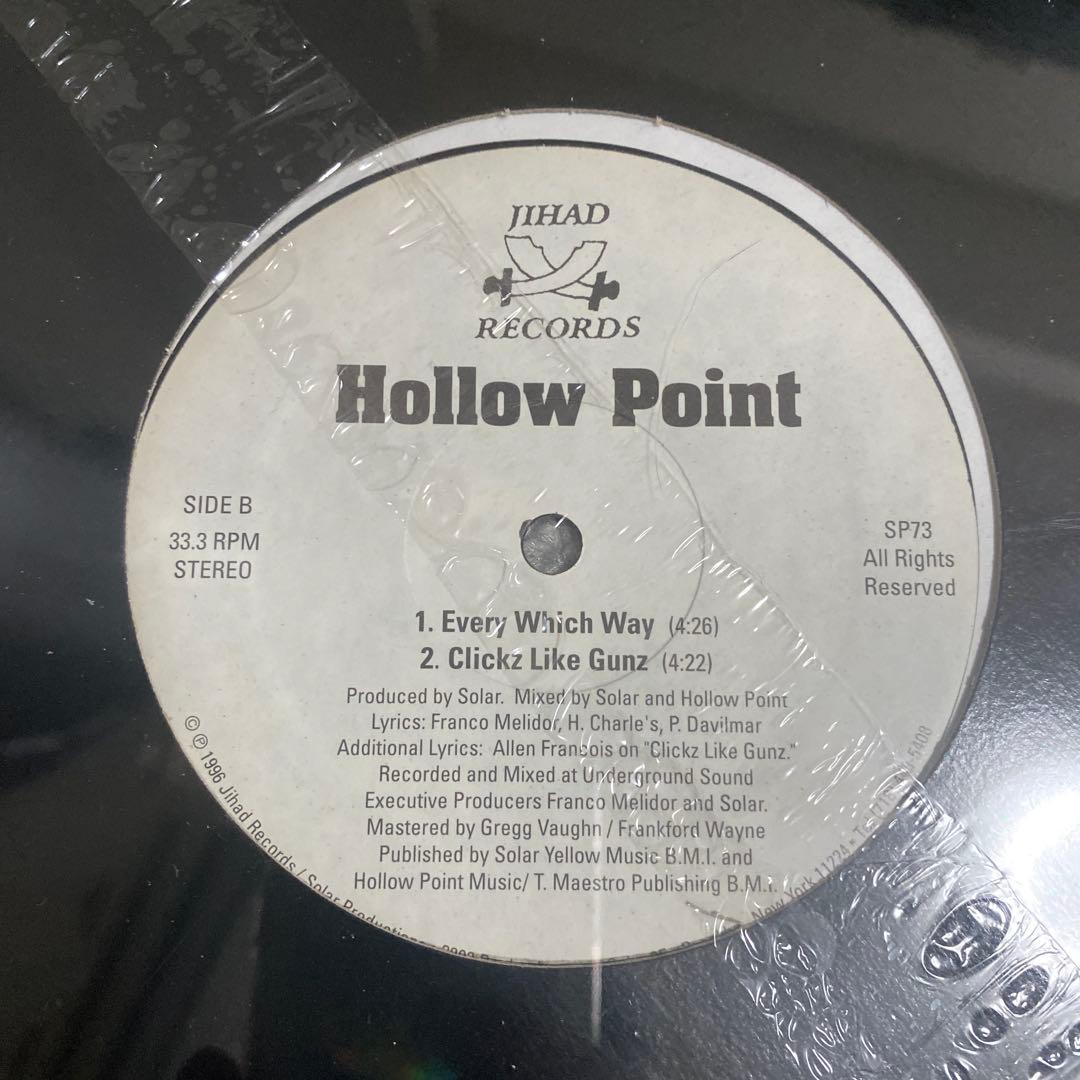 JIHAD
RECORDS
Hollow Point
SIDE B
33.3 RPM
STEREO
SP73
All Rights
Reserved
1. Every Which Way (4:26)
2. Clickz Like Gunz (4:22)
Produced by Solar. Mixed by Solar and Hollow Point
Lyrics: Franco Melidor, H. Charle's, P. Davilmar
Additional Lyrics: Allen Francois on "Clickz Like Gunz."
Recorded and Mixed at Underground Sound
Executive Producers Franco Melidor and Solar.
Mastered by Gregg Vaughn / Frankford Wayne
Published by Solar Yellow Music B.M.I. and
Hollow Point Music/ T. Maestro Publishing B.M.I.
© ℗ 1996 Jihad Records / Solar Productions New York 11224 • 5408